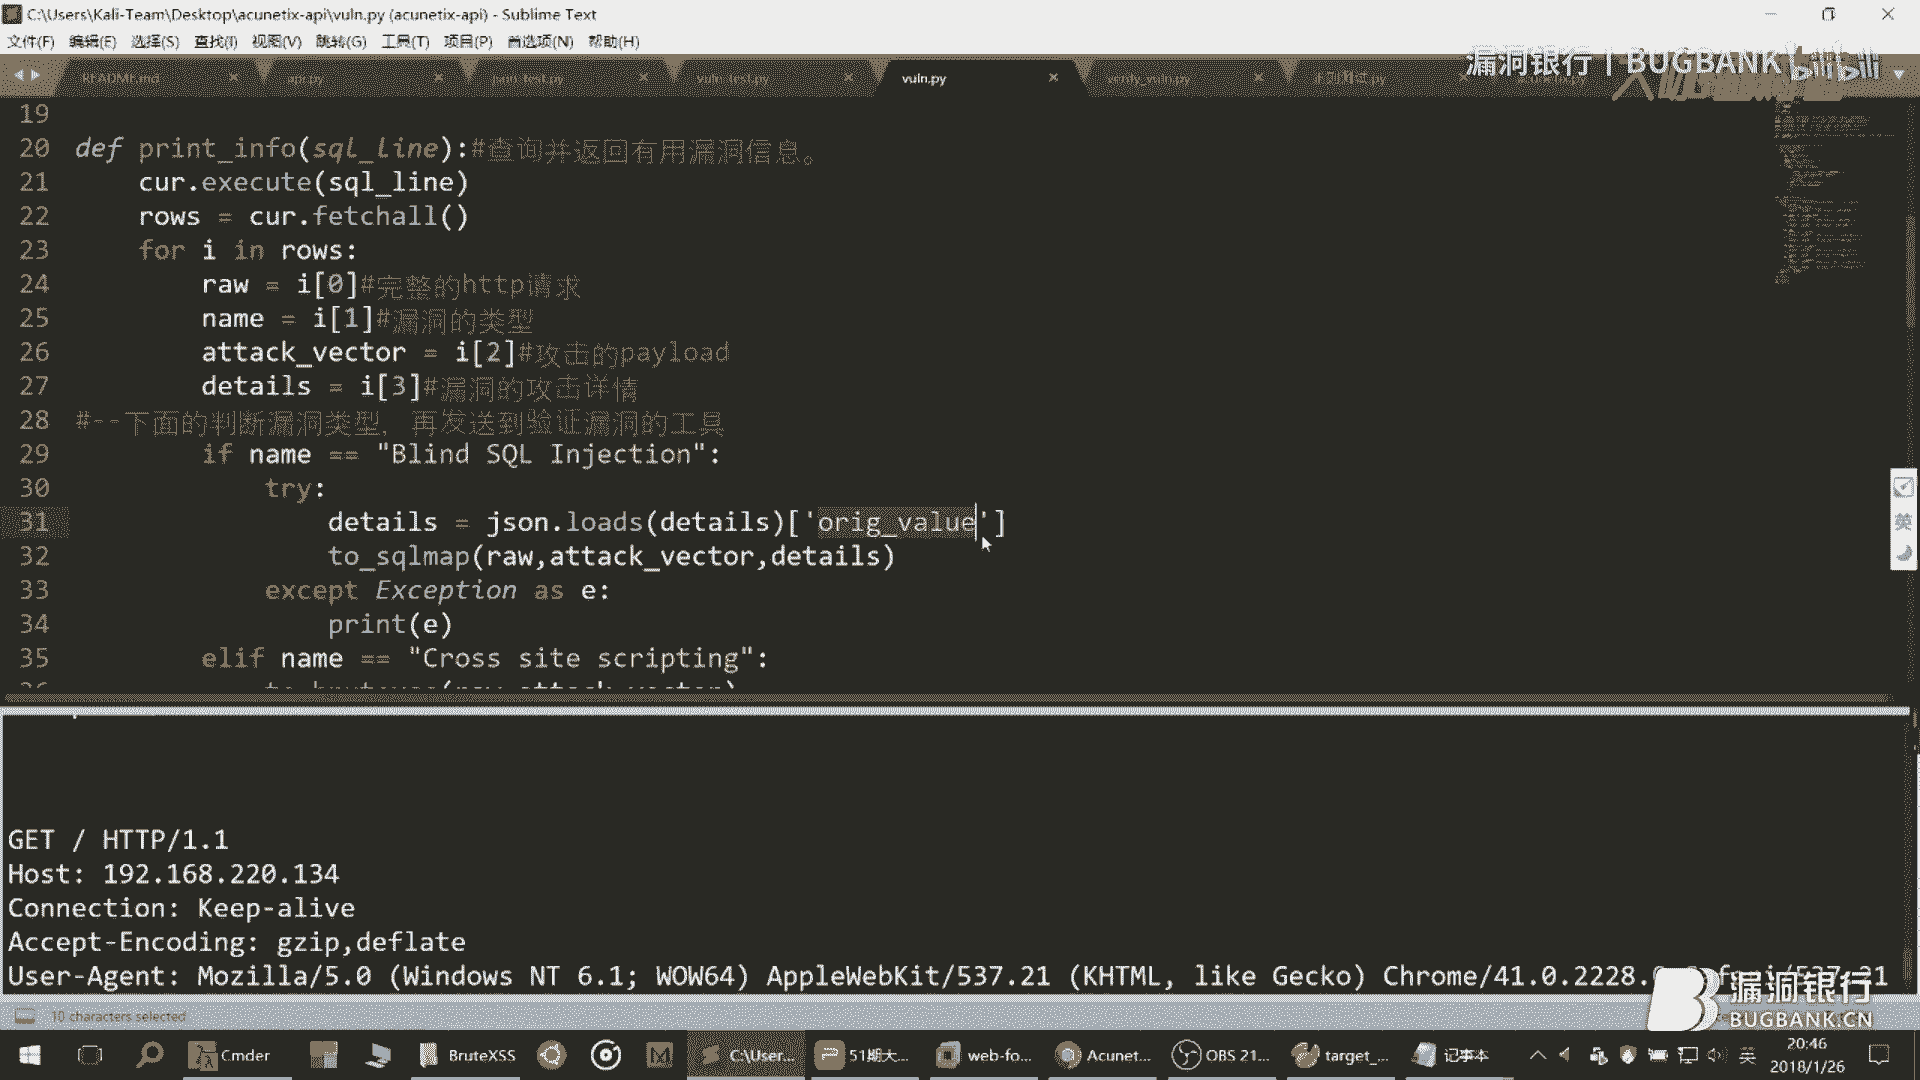 C:\Users\Kali-Team\Desktop\acunetix-api\vuln.py (acunetix-api) - Sublime Text
文件(F) 编辑(E) 选择(S) 查找(I) 视图(V) 跳转(G) 工具(T) 项目(P) 首选项(N) 帮助(H)
漏洞银行 | BUGBANK bilibili
README.md api.py json_test.py vuln_test.py vuln.py verify_vuln.py
19
20 def print_info(sql_line):#查询并返回有用漏洞信息。
21 cur.execute(sql_line)
22 rows = cur.fetchall()
23 for i in rows:
24 raw = i[0]#完整的http请求
25 name = i[1]#漏洞的类型
26 attack_vector = i[2]#攻击的payload
27 details = i[3]#漏洞的攻击详情
28 #--下面的判断漏洞类型，再发送到验证漏洞的工具
29 if name == "Blind SQL Injection":
30 try:
31 details = json.loads(details)['orig_value']
32 to_sqlmap(raw,attack_vector,details)
33 except Exception as e:
34 print(e)
35 elif name == "Cross site scripting":
英
GET / HTTP/1.1
Host: 192.168.220.134
Connection: Keep-alive
Accept-Encoding: gzip,deflate
User-Agent: Mozilla/5.0 (Windows NT 6.1; WOW64) AppleWebKit/537.21 (KHTML, like Gecko) Chrome/41.0.2228.
漏洞银行
BUGBANK.CN
10 characters selected
Cmder BruteXSS C:\User... 51期大... web-fo... Acunet... OBS 21... target_... 记事本 英 20:46
2018/1/26